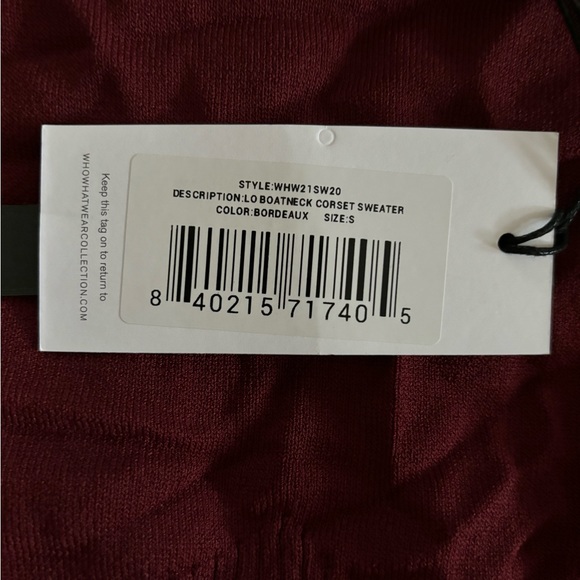 STYLE:WHW21SW20
DESCRIPTION:LO BOATNECK CORSET SWEATER
COLOR:BORDEAUX SIZE:S
8 40215 71740 5
Keep this tag on to return to
WHOWHATWEARCOLLECTION.COM